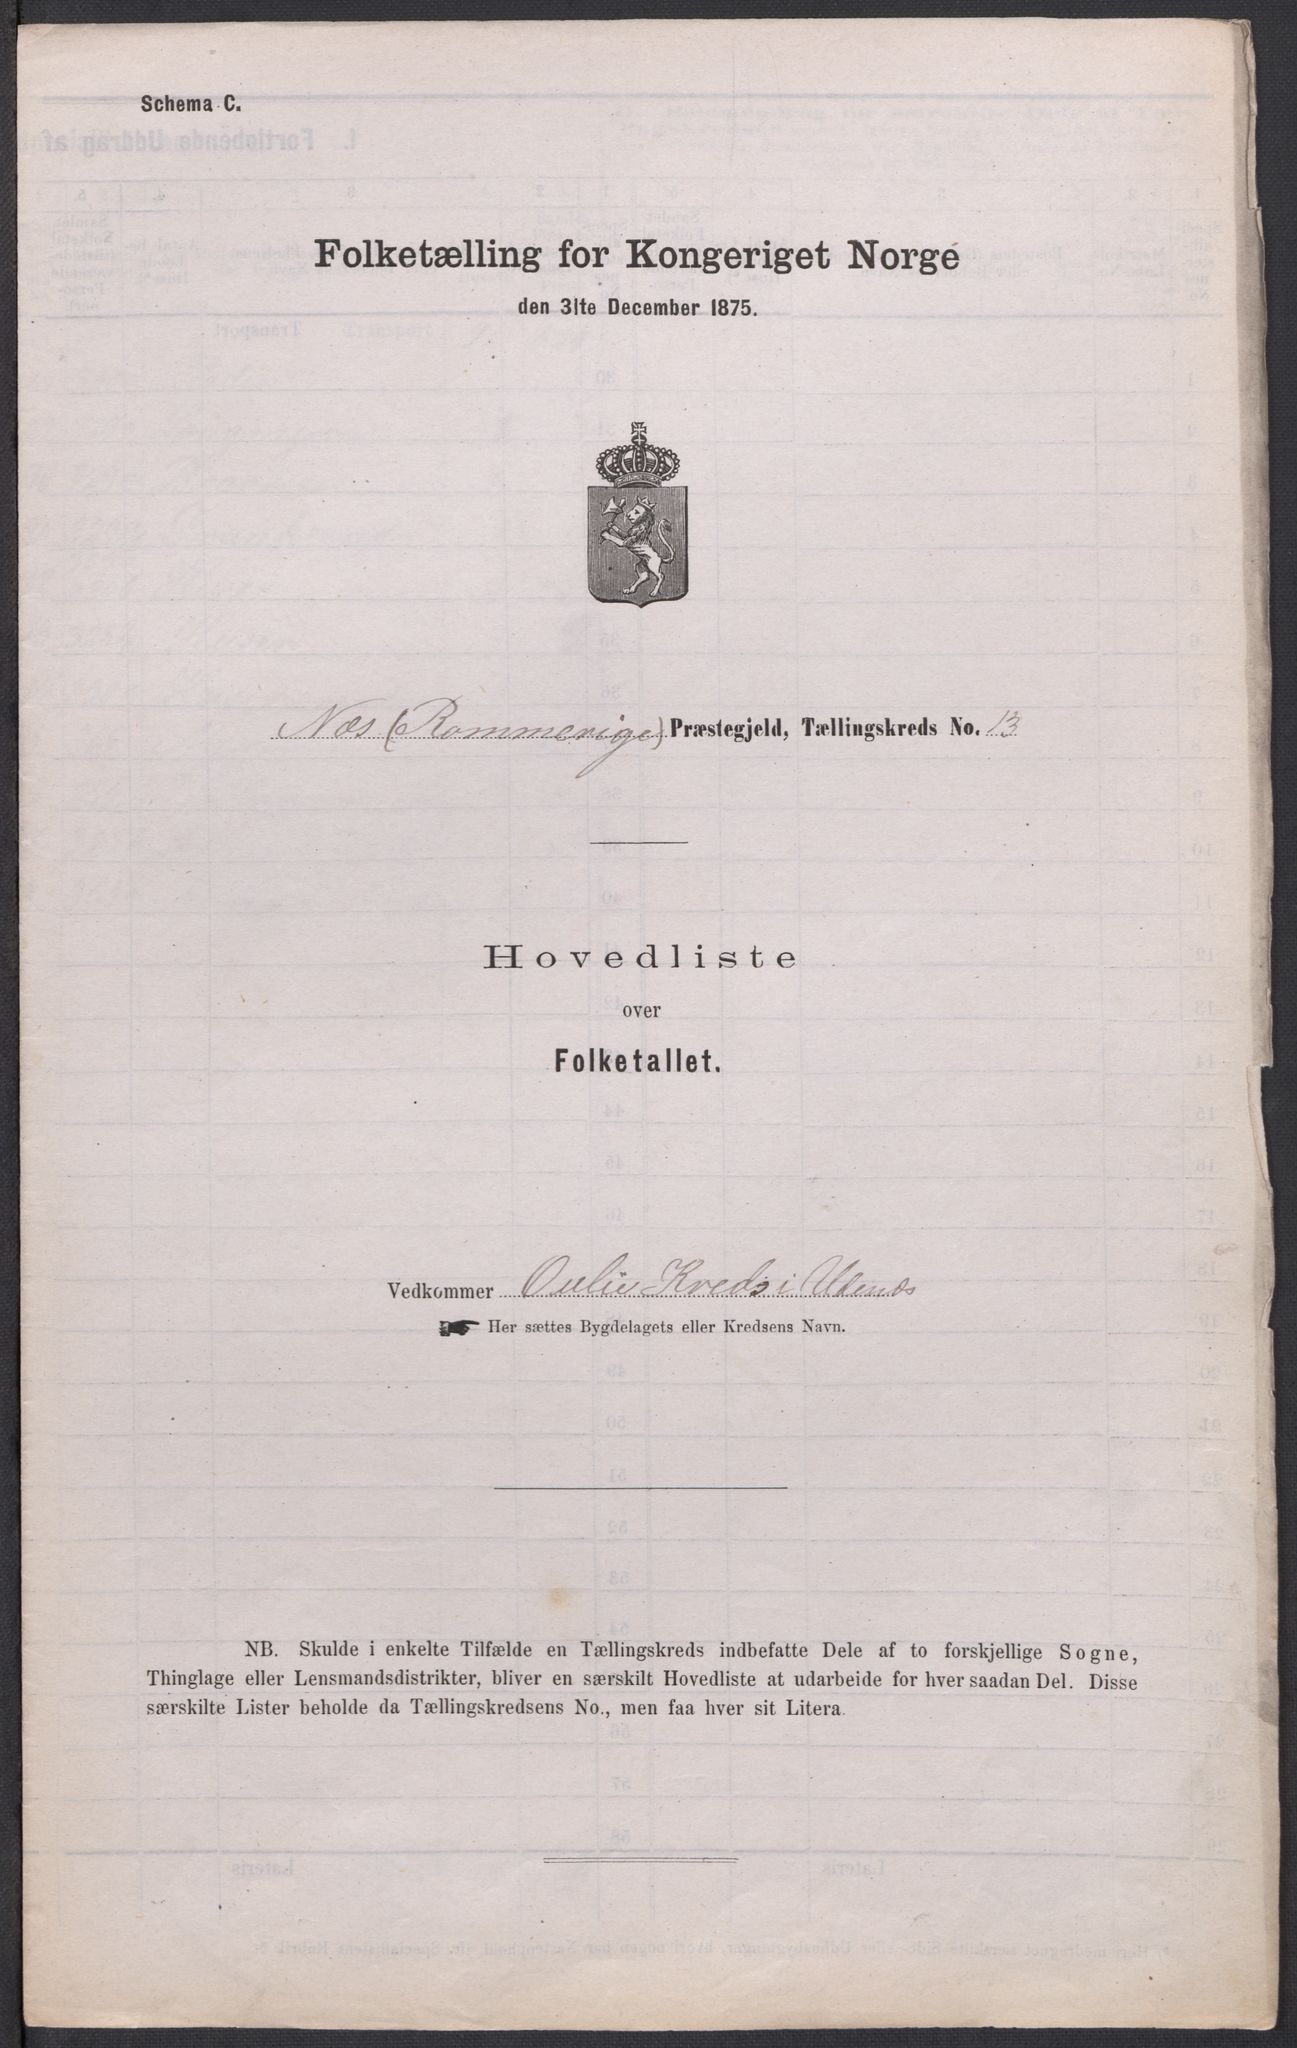 Schema C.
Folketælling for Kongeriget Norge
den 31te December 1875.
Næs (Rommerige) Præstegjeld, Tællingskreds No. 13
Hovedliste
over
Folketallet.
Vedkommer Oulie Kreds i Udenæs
Her sættes Bygdelagets eller Kredsens Navn.
NB. Skulde i enkelte Tilfælde en Tællingskreds indbefatte Dele af to forskjellige Sogne,
Thinglage eller Lensmandsdistrikter, bliver en særskilt Hovedliste at udarbeide for hver saadan Del. Disse
særskilte Lister beholde da Tællingskredsens No., men faa hver sit Litera.